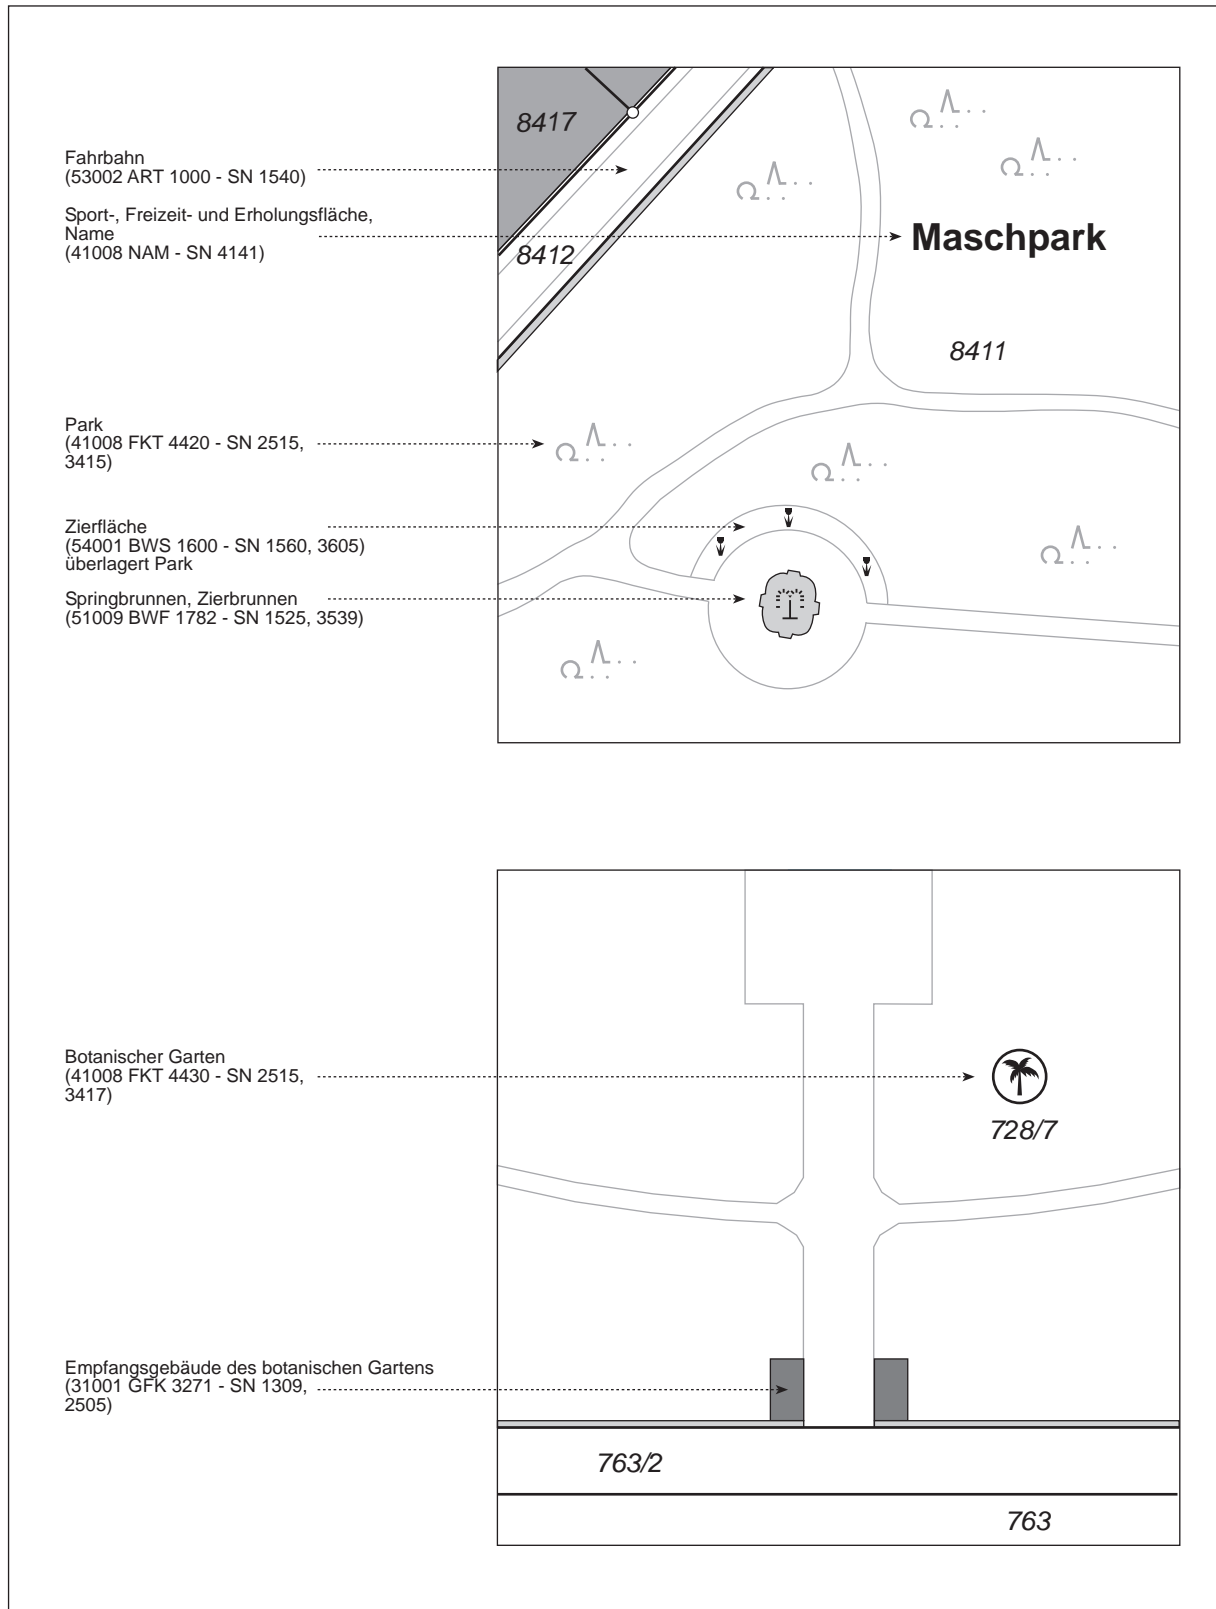 8417
Fahrbahn
(53002 ART 1000 - SN 1540)
Sport-, Freizeit- und Erholungsfläche,
Name
(41008 NAM - SN 4141)
Maschpark
8412
8411
Park
(41008 FKT 4420 - SN 2515,
3415)
Zierfläche
(54001 BWS 1600 - SN 1560, 3605)
überlagert Park
Springbrunnen, Zierbrunnen
(51009 BWF 1782 - SN 1525, 3539)
Botanischer Garten
(41008 FKT 4430 - SN 2515,
3417)
728/7
Empfangsgebäude des botanischen Gartens
(31001 GFK 3271 - SN 1309,
2505)
763/2
763